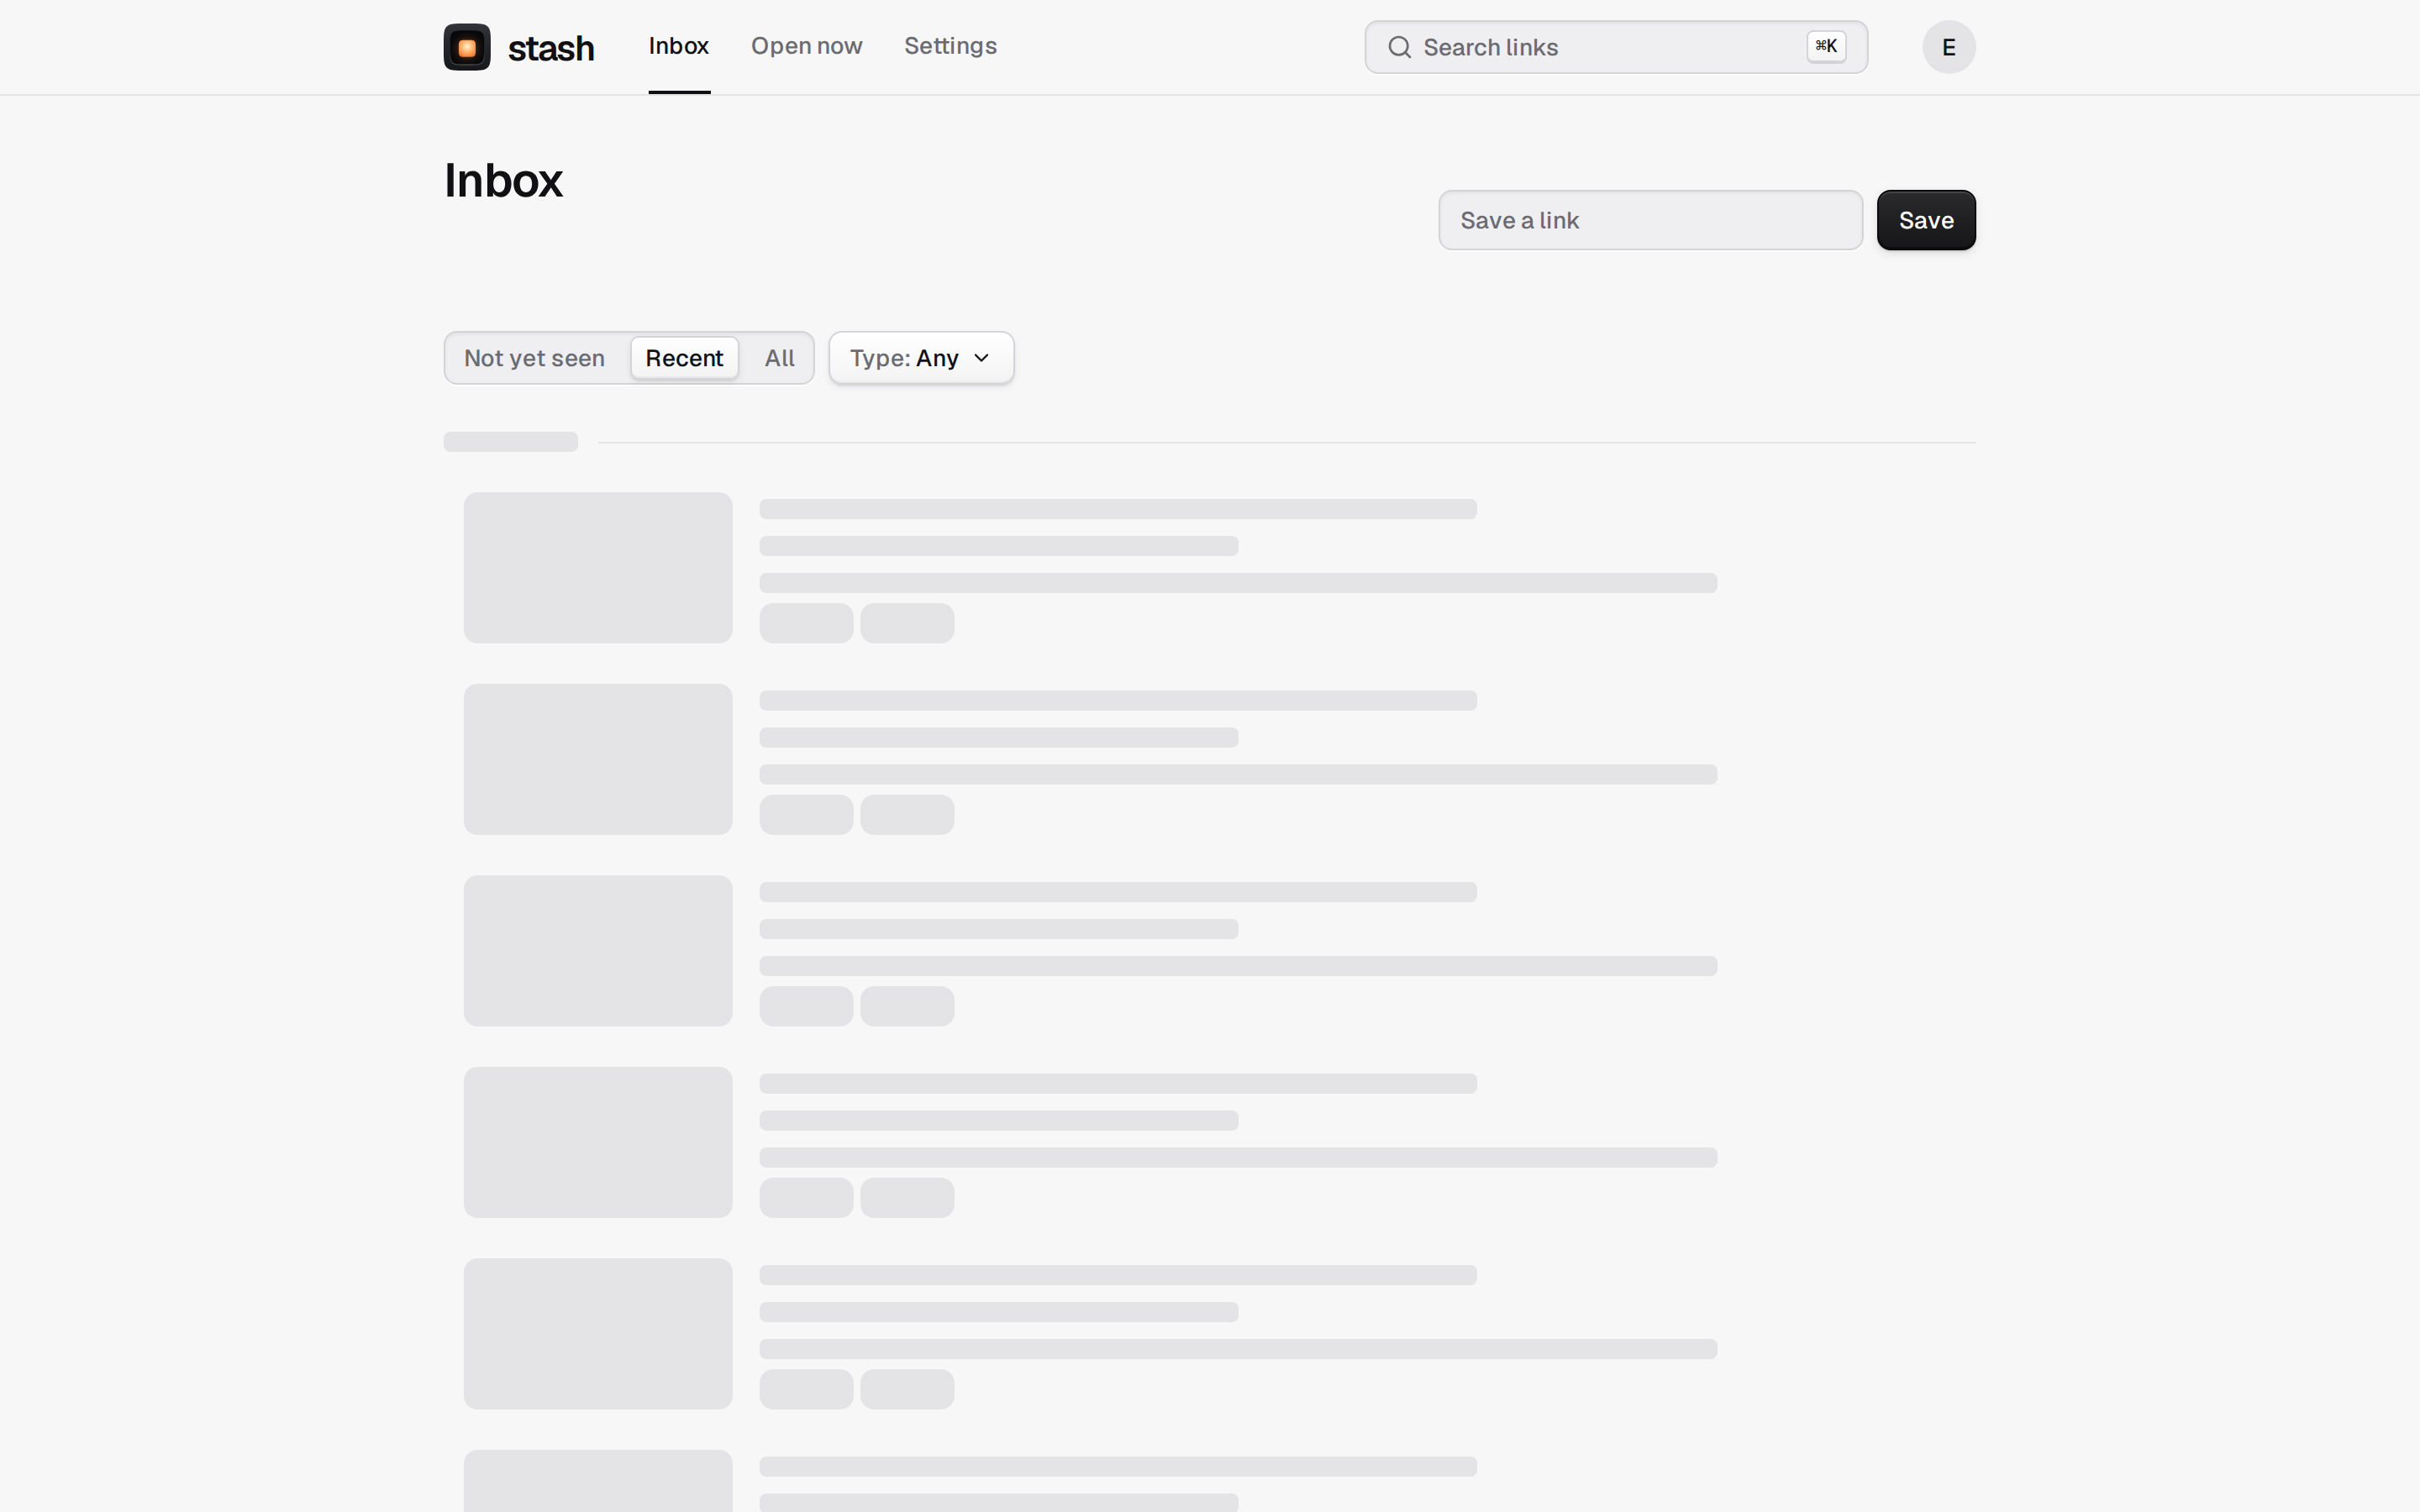 stash
Inbox
Open now
Settings
Search links
⌘K
E
Inbox
Save a link
Save
Not yet seen
Recent
All
Type: Any